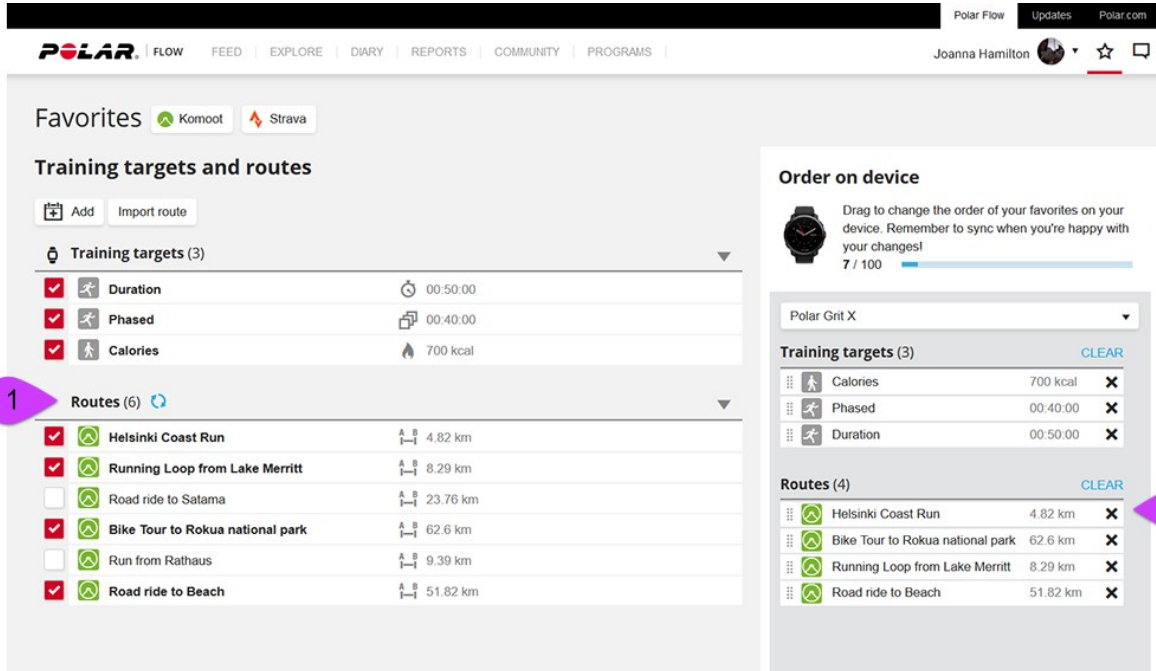 Polar Flow Updates Polar.com
POLAR. FLOW FEED EXPLORE DIARY REPORTS COMMUNITY PROGRAMS Joanna Hamilton
Favorites Komoot Strava
Training targets and routes
Add Import route
Training targets (3)
Duration 00:50:00
Phased 00:40:00
Calories 700 kcal
1
Routes (6)
Helsinki Coast Run A B 4.82 km
Running Loop from Lake Merritt A B 8.29 km
Road ride to Satama A B 23.76 km
Bike Tour to Rokua national park A B 62.6 km
Run from Rathaus A B 9.39 km
Road ride to Beach A B 51.82 km
Order on device
Drag to change the order of your favorites on your
device. Remember to sync when you're happy with
your changes!
7 / 100
Polar Grit X
Training targets (3) CLEAR
Calories 700 kcal
Phased 00:40:00
Duration 00:50:00
Routes (4) CLEAR
Helsinki Coast Run 4.82 km
Bike Tour to Rokua national park 62.6 km
Running Loop from Lake Merritt 8.29 km
Road ride to Beach 51.82 km